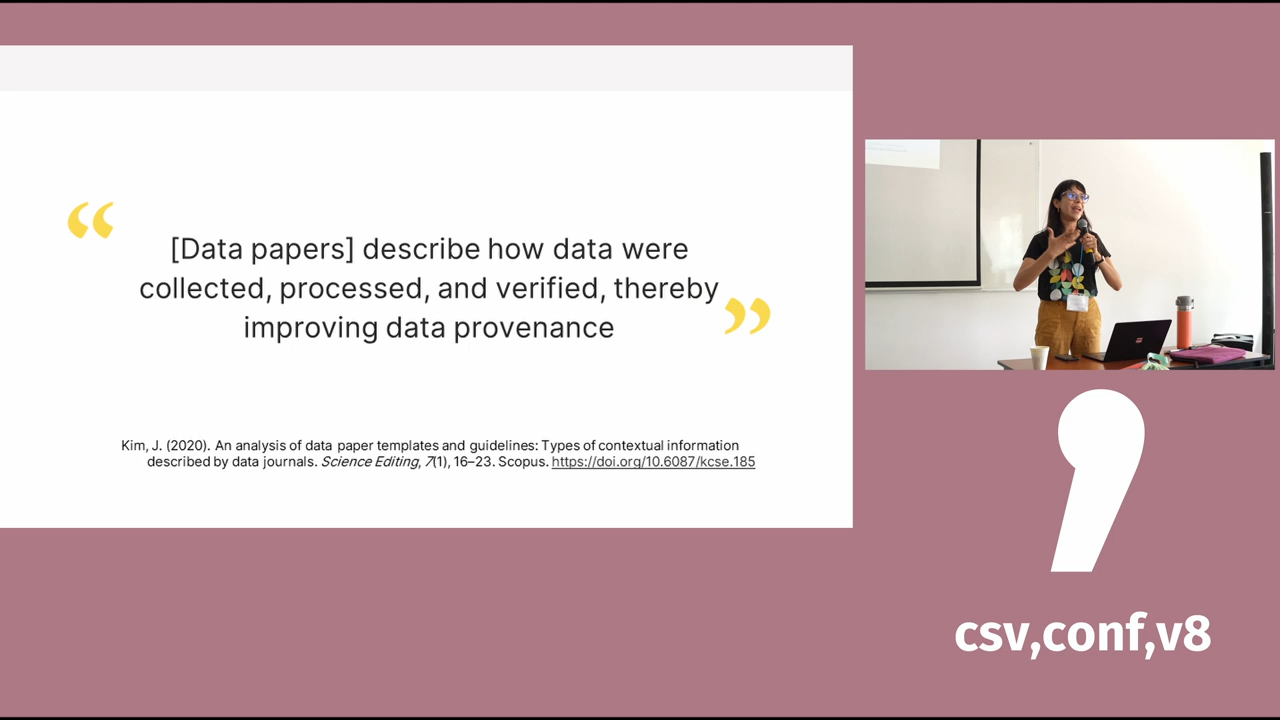 “
[Data papers] describe how data were
collected, processed, and verified, thereby
improving data provenance
”
Kim, J. (2020). An analysis of data paper templates and guidelines: Types of contextual information
described by data journals. Science Editing, 7(1), 16–23. Scopus. https://doi.org/10.6087/kcse.185
,
csv,conf,v8